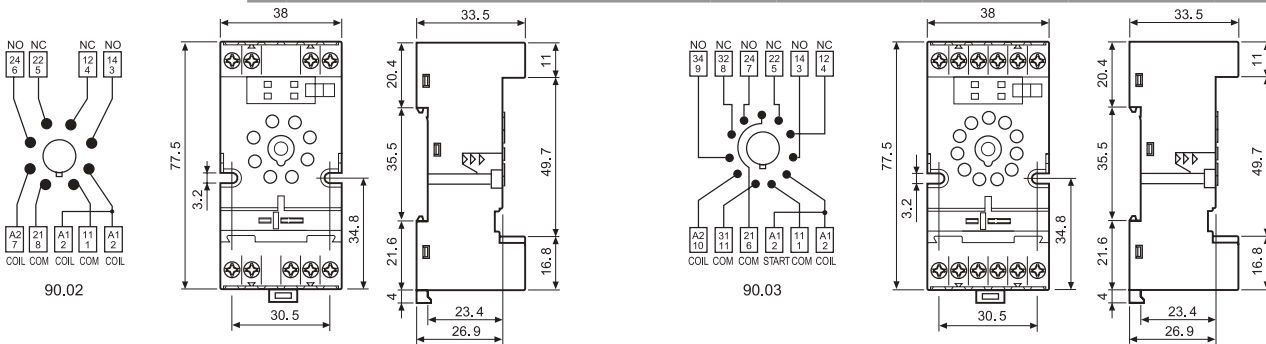 38
33.5
38
33.5
NO NC NC NO
24 22 12 14
6 5 4 3
NO NC NO NC NO NC
34 32 24 22 14 12
9 8 7 5 3 4
77.5
3.2
34.8
20.4
35.5
21.6
4
11
49.7
16.8
77.5
3.2
34.8
20.4
35.5
21.6
4
11
49.7
16.8
A2 21 A1 11 A1
7 8 2 1 2
COIL COM COIL COM COIL
90.02
A2 31 21 A1 11 A1
10 11 6 2 1 2
COIL COM COM START COM COIL
90.03
30.5
23.4
26.9
30.5
23.4
26.9